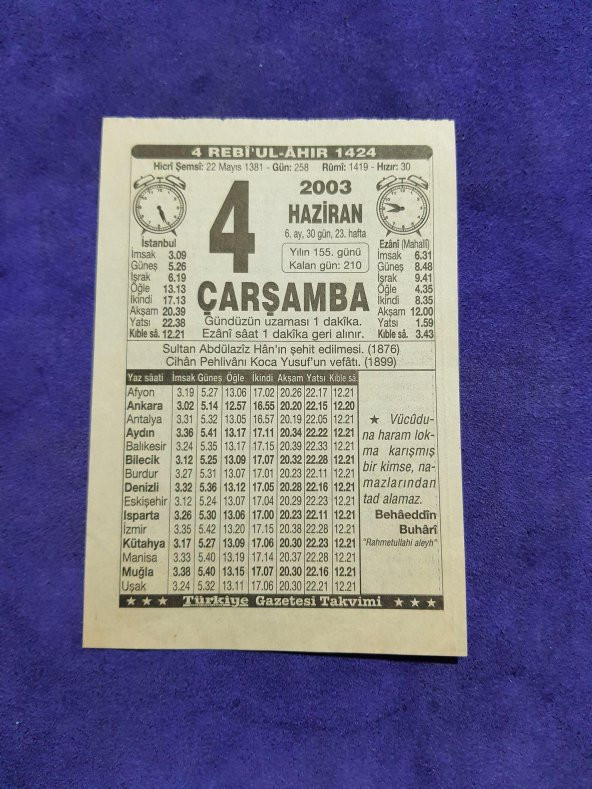 4 REBİ'UL-ÂHIR 1424
Hicrî Şemsî: 22 Mayıs 1381 - Gün: 258 Rûmî: 1419 - Hızır: 30
4
2003
HAZİRAN
6. ay, 30 gün, 23. hafta
Yılın 155. günü
Kalan gün: 210
ÇARŞAMBA
Gündüzün uzaması 1 dakîka.
Ezânî sâat 1 dakîka geri alınır.
İstanbul
İmsak 3.09
Güneş 5.26
İşrak 6.19
Öğle 13.13
İkindi 17.13
Akşam 20.39
Yatsı 22.38
Kıble sâ. 12.21
Ezânî (Mahallî)
İmsak 6.31
Güneş 8.48
İşrak 9.41
Öğle 4.35
İkindi 8.35
Akşam 12.00
Yatsı 1.59
Kıble sâ. 3.43
Sultan Abdülazîz Hân'ın şehit edilmesi. (1876)
Cihân Pehlivânı Koca Yusuf'un vefâtı. (1899)
Yaz sâati İmsak Güneş Öğle İkindi Akşam Yatsı Kıble sâ.
Afyon 3.19 5.27 13.06 17.02 20.26 22.17 12.21
Ankara 3.02 5.14 12.57 16.55 20.20 22.15 12.20
Antalya 3.31 5.32 13.05 16.57 20.19 22.05 12.21
Aydın 3.36 5.41 13.17 17.11 20.34 22.22 12.21
Balıkesir 3.24 5.35 13.17 17.15 20.39 22.33 12.21
Bilecik 3.12 5.25 13.09 17.07 20.32 22.28 12.21
Burdur 3.27 5.31 13.07 17.01 20.23 22.11 12.21
Denizli 3.32 5.36 13.12 17.05 20.28 22.16 12.21
Eskişehir 3.12 5.24 13.07 17.04 20.29 22.23 12.21
Isparta 3.26 5.30 13.06 17.00 20.23 22.11 12.21
İzmir 3.35 5.42 13.20 17.15 20.38 22.28 12.21
Kütahya 3.17 5.27 13.09 17.06 20.30 22.23 12.21
Manisa 3.33 5.40 13.19 17.14 20.37 22.28 12.21
Muğla 3.38 5.40 13.15 17.07 20.30 22.16 12.21
Uşak 3.24 5.32 13.11 17.06 20.30 22.21 12.21
★ Vücûdu-
na haram lok-
ma karışmış
bir kimse, na-
mazlarından
tad alamaz.
Behâeddîn
Buhârî
"Rahmetullahi aleyh"
★ ★ ★ Türkiye Gazetesi Takvimi ★ ★ ★